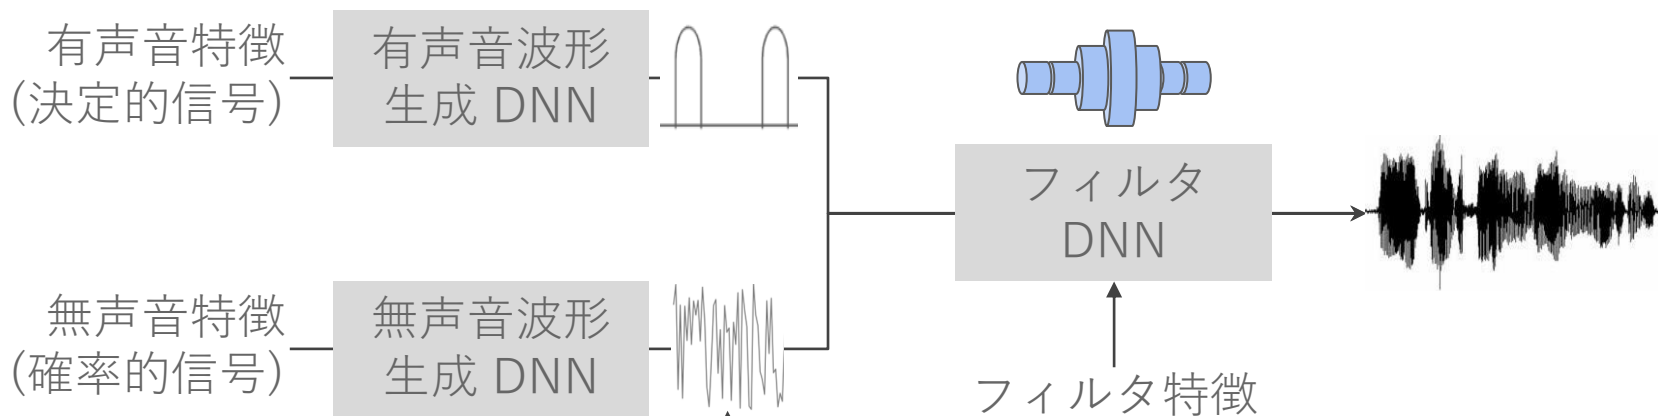 有声音特徴
(決定的信号)
有声音波形
生成 DNN
フィルタ
DNN
無声音特徴
(確率的信号)
無声音波形
生成 DNN
フィルタ特徴